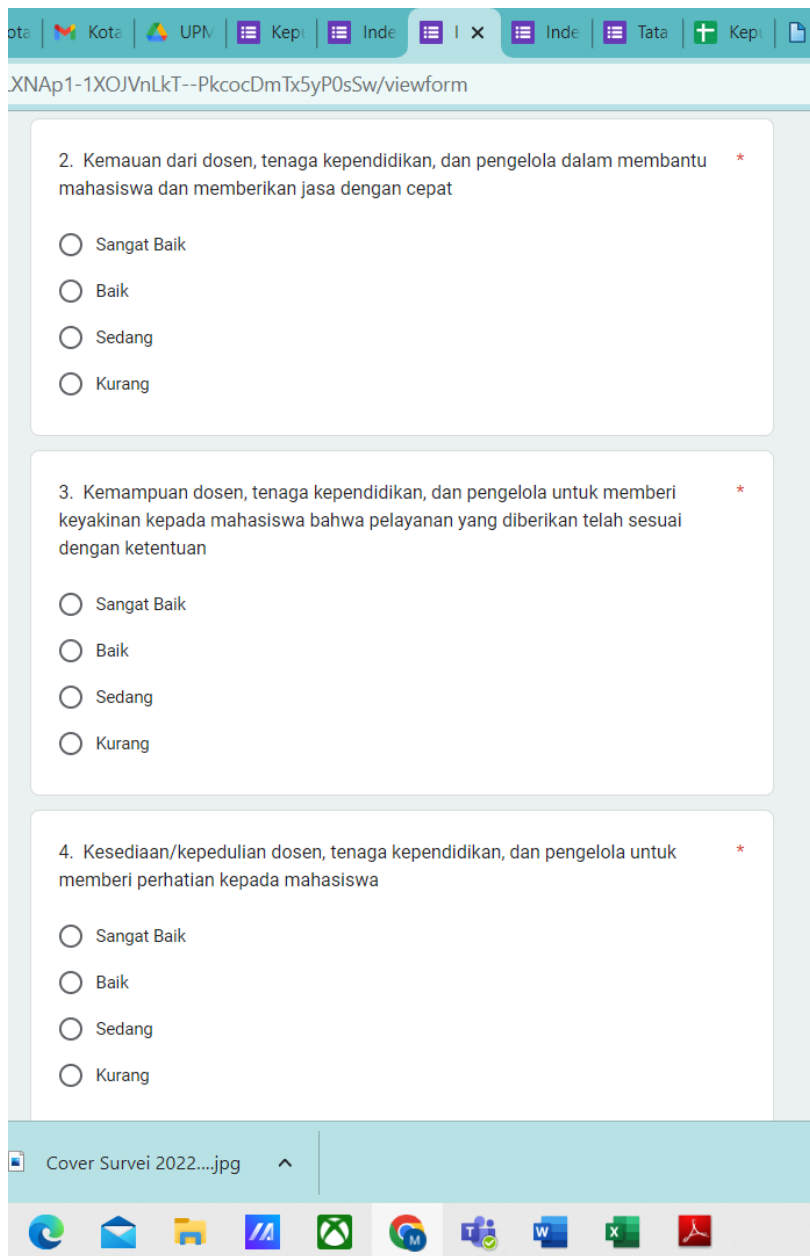 ota Kota UPM Kepu Inde I Inde Tata Kepu
.XNAp1-1XOJVnLkT--PkcocDmTx5yP0sSw/viewform
2. Kemauan dari dosen, tenaga kependidikan, dan pengelola dalam membantu *
mahasiswa dan memberikan jasa dengan cepat
Sangat Baik
Baik
Sedang
Kurang
3. Kemampuan dosen, tenaga kependidikan, dan pengelola untuk memberi *
keyakinan kepada mahasiswa bahwa pelayanan yang diberikan telah sesuai
dengan ketentuan
Sangat Baik
Baik
Sedang
Kurang
4. Kesediaan/kepedulian dosen, tenaga kependidikan, dan pengelola untuk *
memberi perhatian kepada mahasiswa
Sangat Baik
Baik
Sedang
Kurang
Cover Survei 2022....jpg